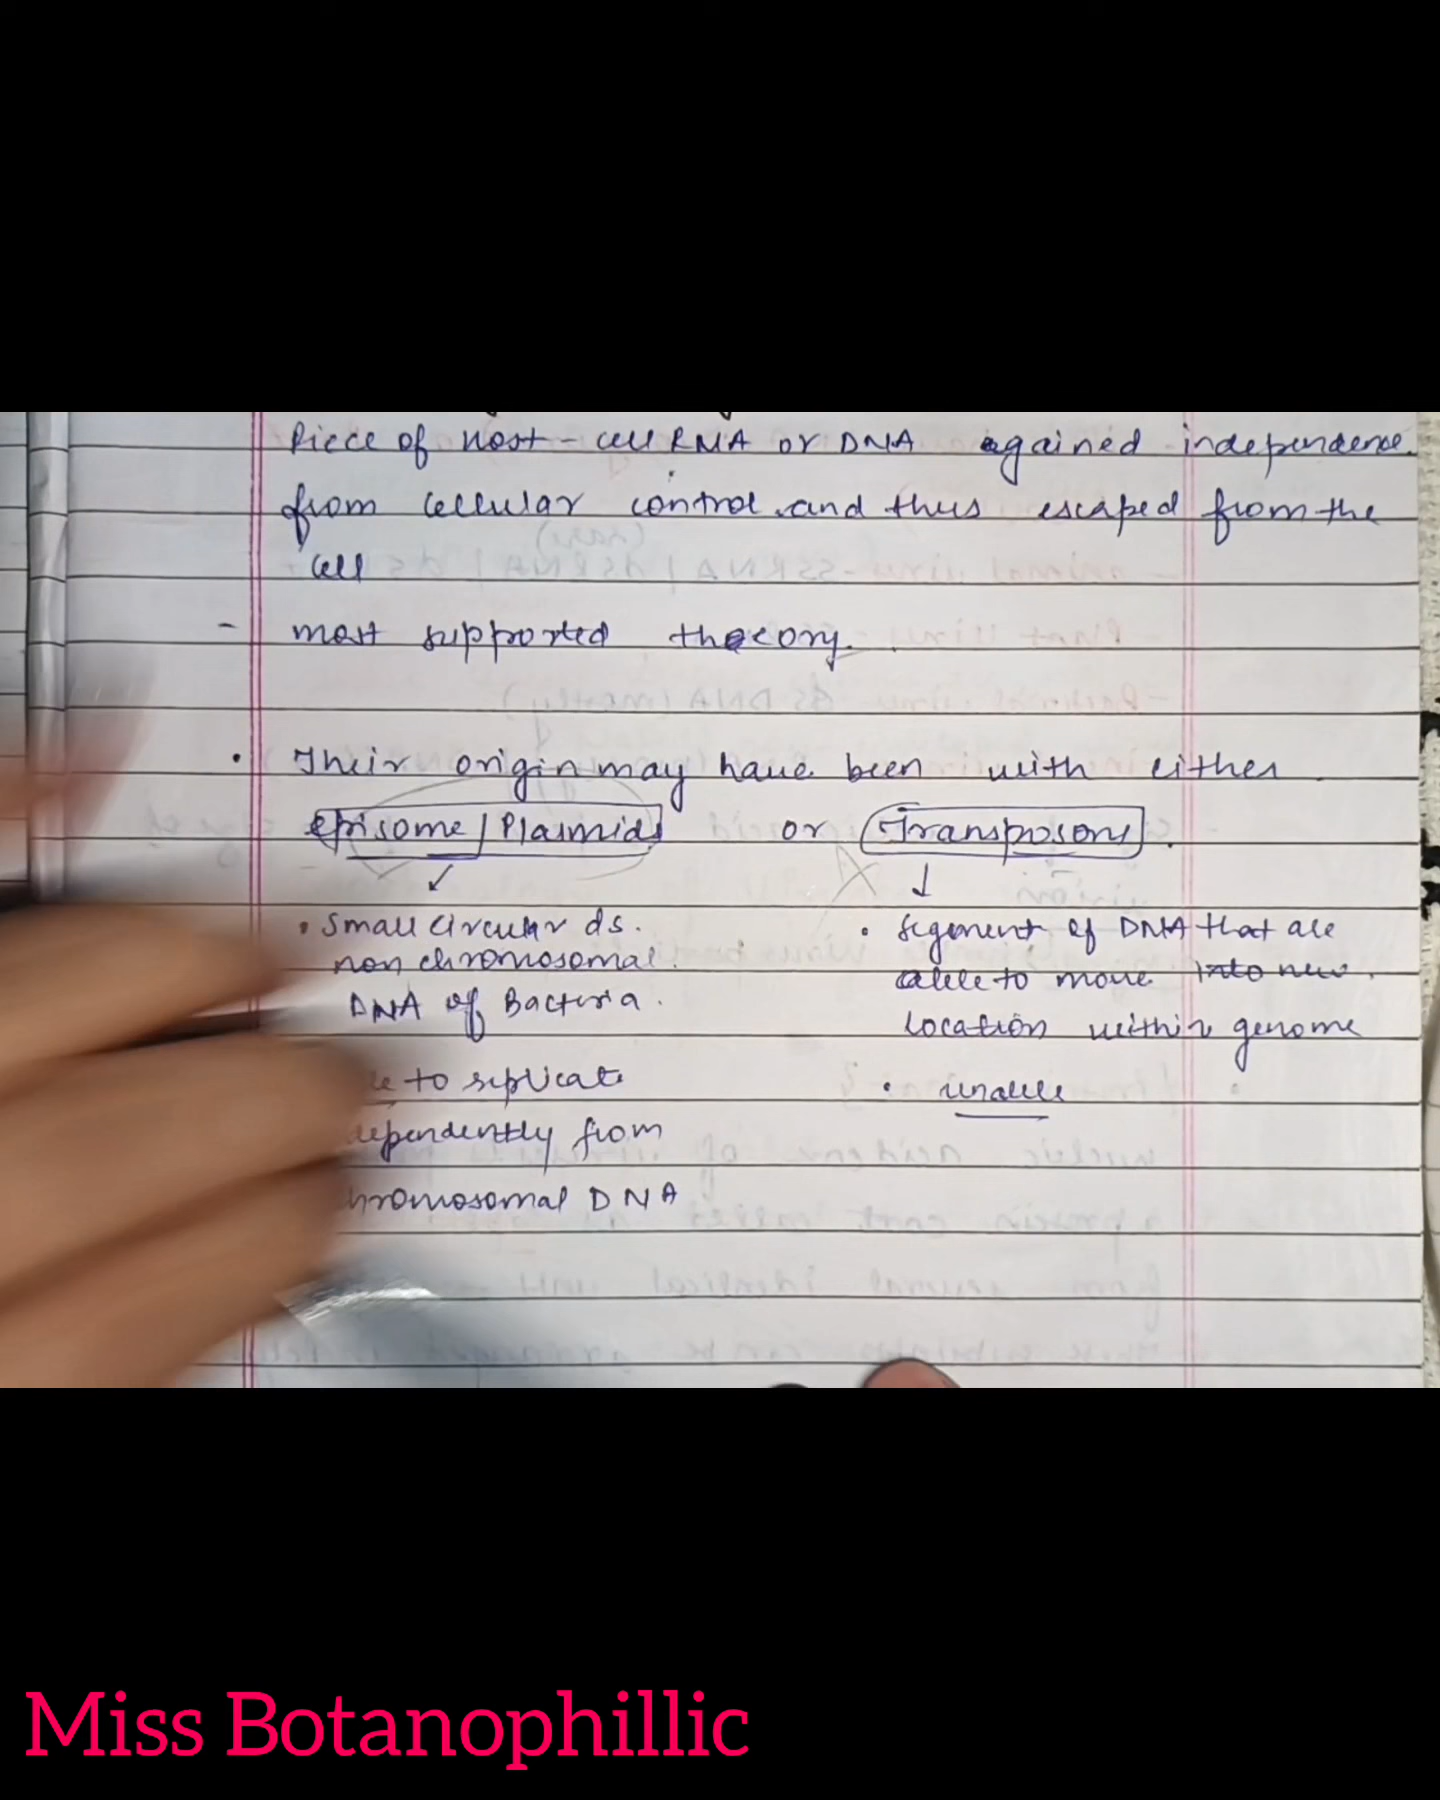 Piece of host-cell RNA or DNA gained independence
from cellular control and thus escaped from the
cell
- most supported theory.
• Their origin may have been with either
episome/Plasmids or Transposons.
• Small circular ds.
non chromosomal.
DNA of Bacteria.
to replicate
dependently from
hromosomal DNA
• segment of DNA that are
able to move into new
location within genome
• unable
Miss Botanophillic